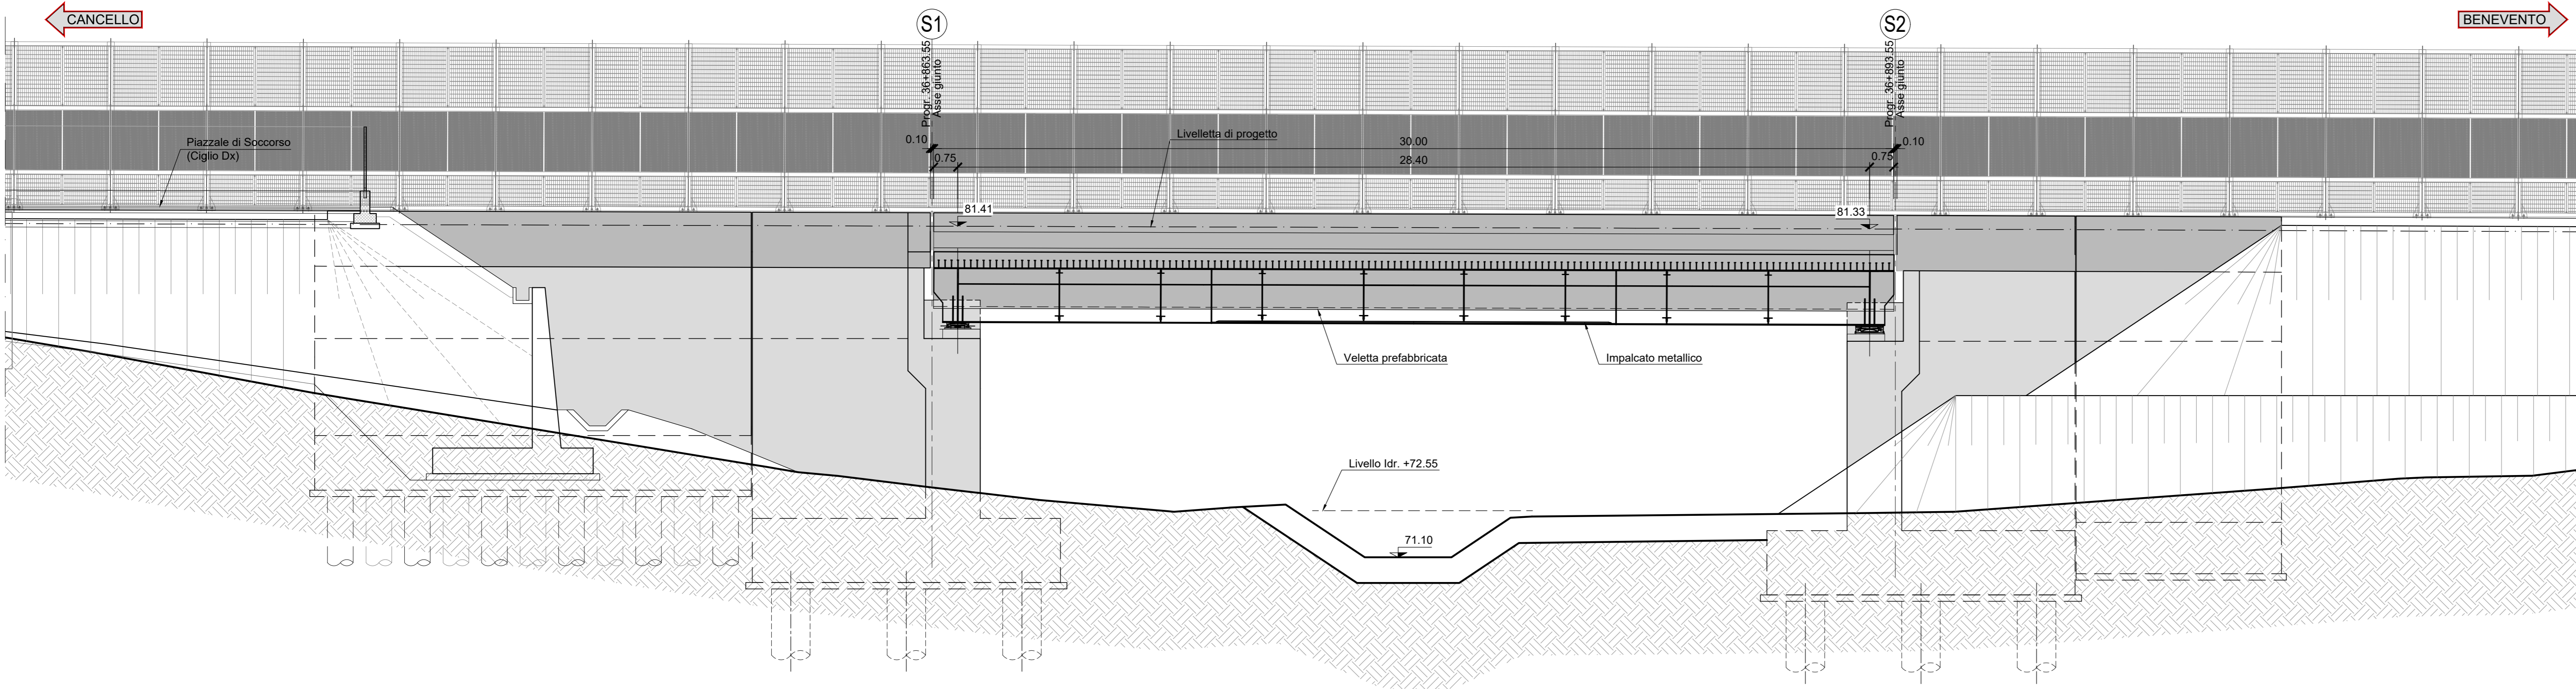 CANCELLO
S1
S2
BENEVENTO
Progr. 36+863.55
Asse giunto
Progr. 36+893.55
Asse giunto
Piazzale di Soccorso
(Ciglio Dx)
Livelletta di progetto
0.10
30.00
0.10
0.75
28.40
0.75
81.41
81.33
Veletta prefabbricata
Impalcato metallico
Livello Idr. +72.55
71.10